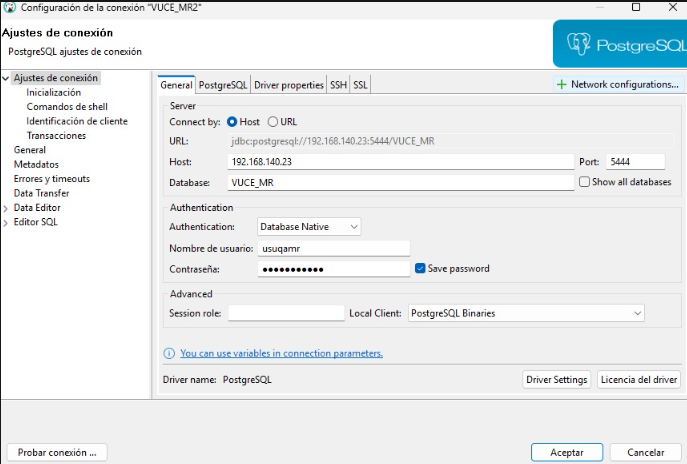 Configuración de la conexión "VUCE_MR2"
Ajustes de conexión
PostgreSQL ajustes de conexión
PostgreSQL
Ajustes de conexión
Inicialización
Comandos de shell
Identificación de cliente
Transacciones
General
Metadatos
Errores y timeouts
Data Transfer
Data Editor
Editor SQL
General PostgreSQL Driver properties SSH SSL
Network configurations...
Server
Connect by: Host URL
URL: jdbc:postgresql://192.168.140.23:5444/VUCE_MR
Host: 192.168.140.23 Port: 5444
Database: VUCE_MR Show all databases
Authentication
Authentication: Database Native
Nombre de usuario: usuqamr
Contraseña: ●●●●●●●●●●● Save password
Advanced
Session role: Local Client: PostgreSQL Binaries
You can use variables in connection parameters.
Driver name: PostgreSQL Driver Settings Licencia del driver
Probar conexión ... Aceptar Cancelar